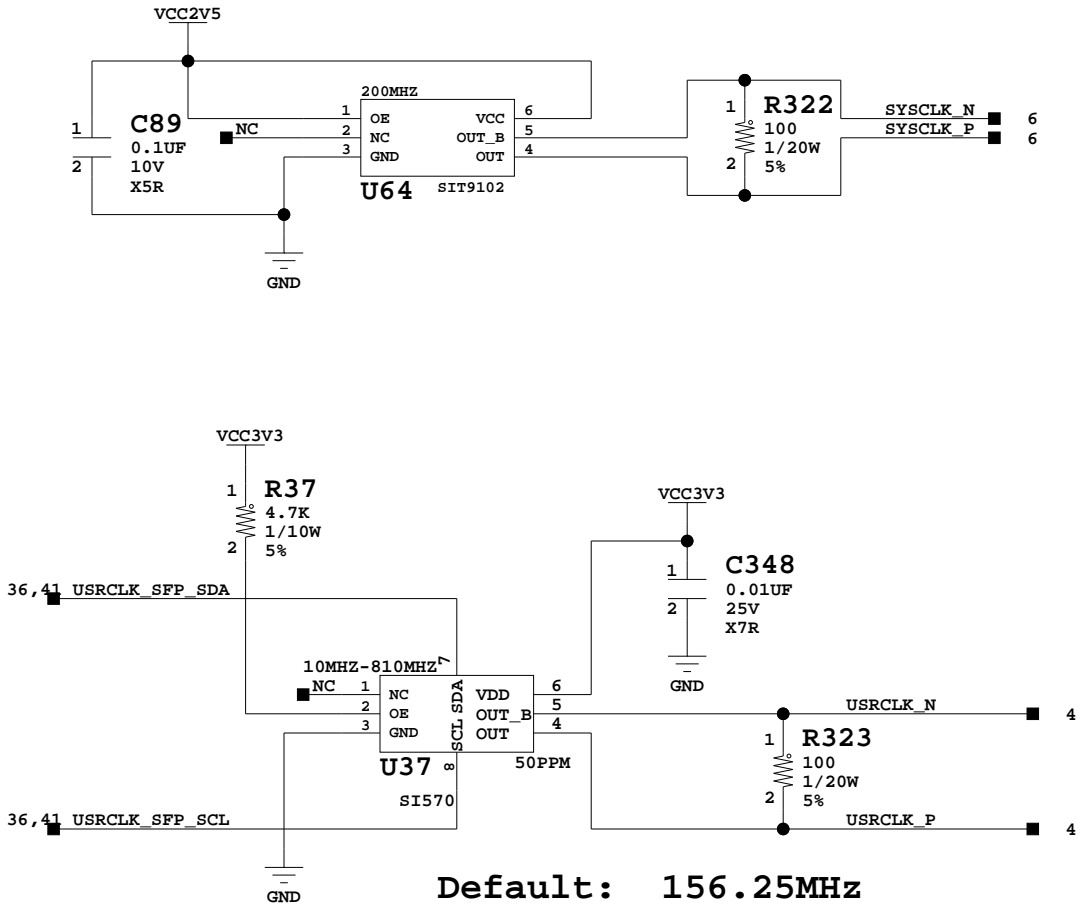 VCC2V5
200MHZ
1 OE VCC 6
2 NC OUT_B 5
3 GND OUT 4
NC
U64 SIT9102
1 C89
0.1UF
2 10V
X5R
GND
1 R322
100
1/20W
2 5%
SYSCLK_N 6
SYSCLK_P 6
VCC3V3
1 R37
4.7K
1/10W
2 5%
VCC3V3
1 C348
0.01UF
2 25V
X7R
GND
36,41 USRCLK_SFP_SDA
10MHZ-810MHZ 7
NC 1 NC SDA VDD 6
2 OE OUT_B 5
3 GND SCL OUT 4
U37 8 50PPM
SI570
USRCLK_N 4
1 R323
100
1/20W
2 5%
36,41 USRCLK_SFP_SCL
USRCLK_P 4
GND
Default: 156.25MHz